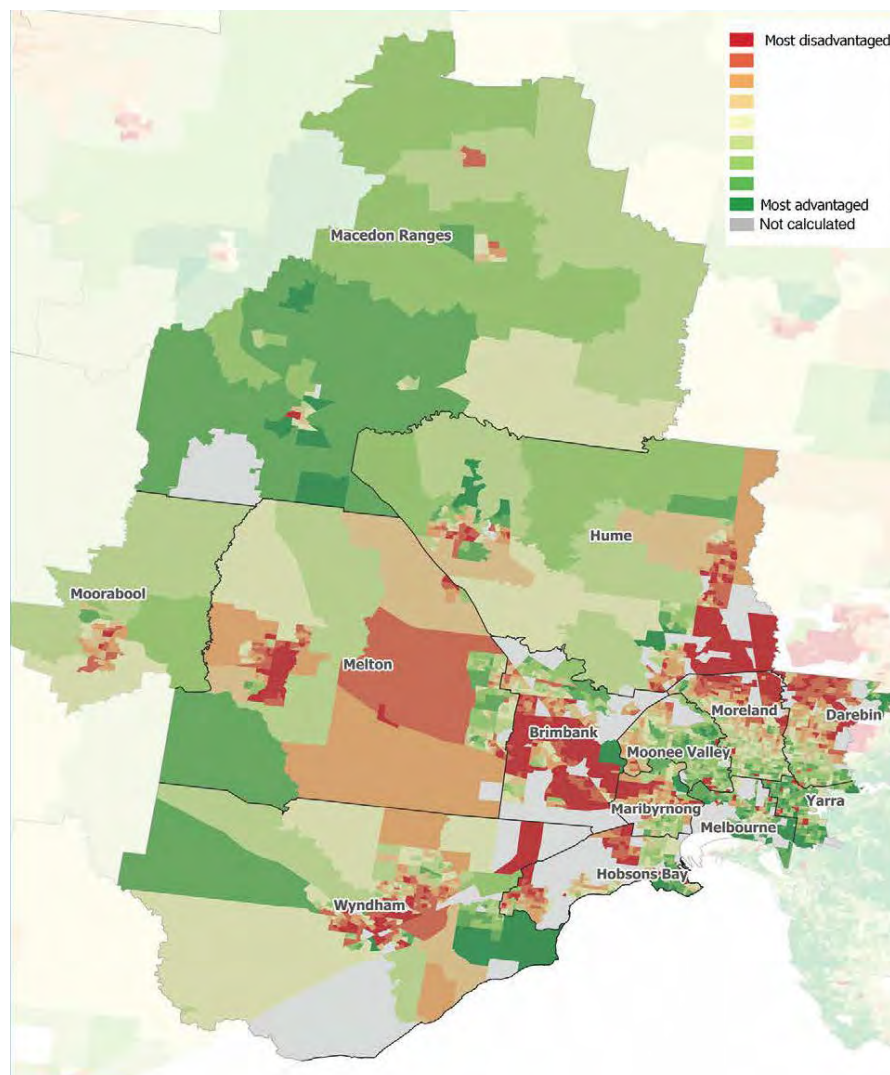 Most disadvantaged
Most advantaged
Not calculated
Macedon Ranges
Hume
Moorabool
Melton
Moreland
Darebin
Brimbank
Moonee Valley
Yarra
Maribyrnong
Melbourne
Hobsons Bay
Wyndham